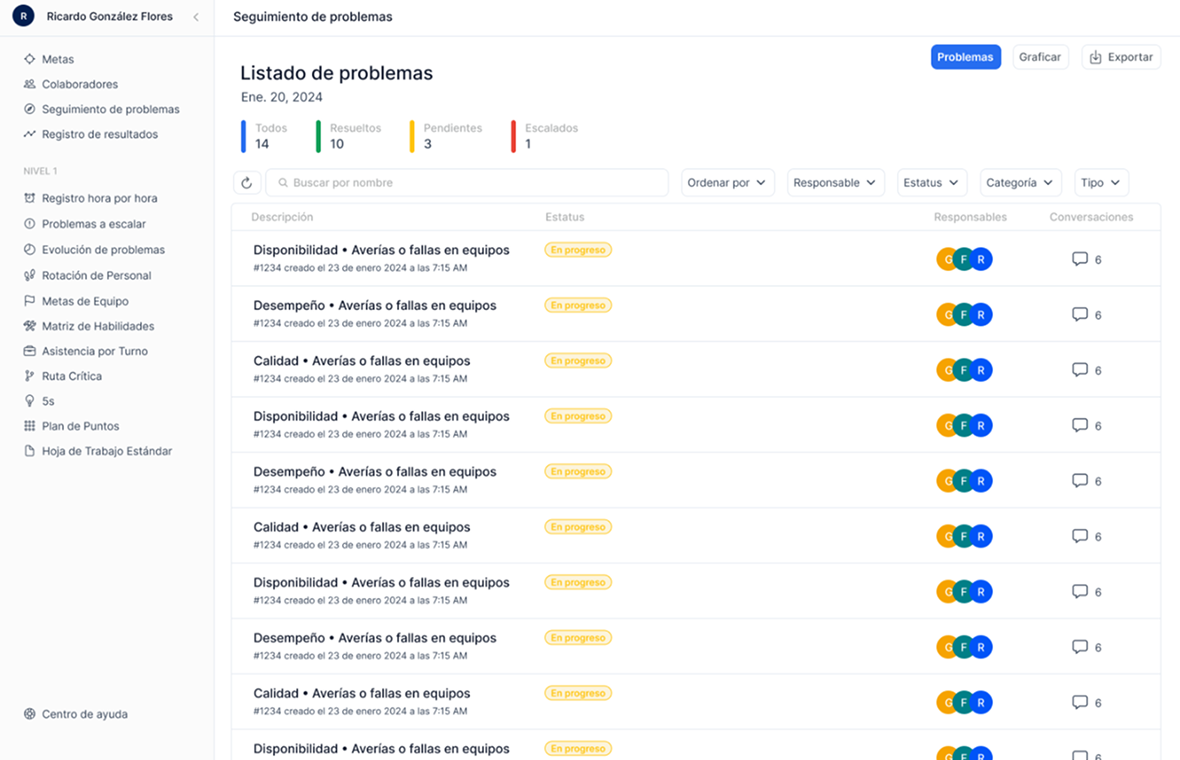 R Ricardo González Flores
Seguimiento de problemas
Metas
Colaboradores
Seguimiento de problemas
Registro de resultados
NIVEL 1
Registro hora por hora
Problemas a escalar
Evolución de problemas
Rotación de Personal
Metas de Equipo
Matriz de Habilidades
Asistencia por Turno
Ruta Crítica
5s
Plan de Puntos
Hoja de Trabajo Estándar
Centro de ayuda
Problemas Graficar Exportar
Listado de problemas
Ene. 20, 2024
Todos Resueltos Pendientes Escalados
14 10 3 1
Buscar por nombre Ordenar por Responsable Estatus Categoría Tipo
Descripción Estatus Responsables Conversaciones
Disponibilidad • Averías o fallas en equipos En progreso
#1234 creado el 23 de enero 2024 a las 7:15 AM G F R 6
Desempeño • Averías o fallas en equipos En progreso
#1234 creado el 23 de enero 2024 a las 7:15 AM G F R 6
Calidad • Averías o fallas en equipos En progreso
#1234 creado el 23 de enero 2024 a las 7:15 AM G F R 6
Disponibilidad • Averías o fallas en equipos En progreso
#1234 creado el 23 de enero 2024 a las 7:15 AM G F R 6
Desempeño • Averías o fallas en equipos En progreso
#1234 creado el 23 de enero 2024 a las 7:15 AM G F R 6
Calidad • Averías o fallas en equipos En progreso
#1234 creado el 23 de enero 2024 a las 7:15 AM G F R 6
Disponibilidad • Averías o fallas en equipos En progreso
#1234 creado el 23 de enero 2024 a las 7:15 AM G F R 6
Desempeño • Averías o fallas en equipos En progreso
#1234 creado el 23 de enero 2024 a las 7:15 AM G F R 6
Calidad • Averías o fallas en equipos En progreso
#1234 creado el 23 de enero 2024 a las 7:15 AM G F R 6
Disponibilidad • Averías o fallas en equipos En progreso
G F R 6